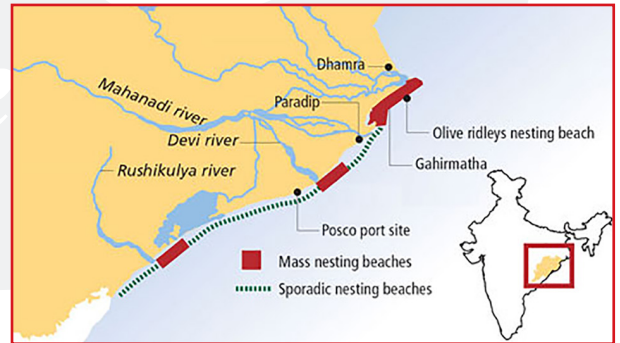 Dhamra
Mahanadi river
Paradip
Devi river
Olive ridleys nesting beach
Rushikulya river
Gahirmatha
Posco port site
Mass nesting beaches
Sporadic nesting beaches